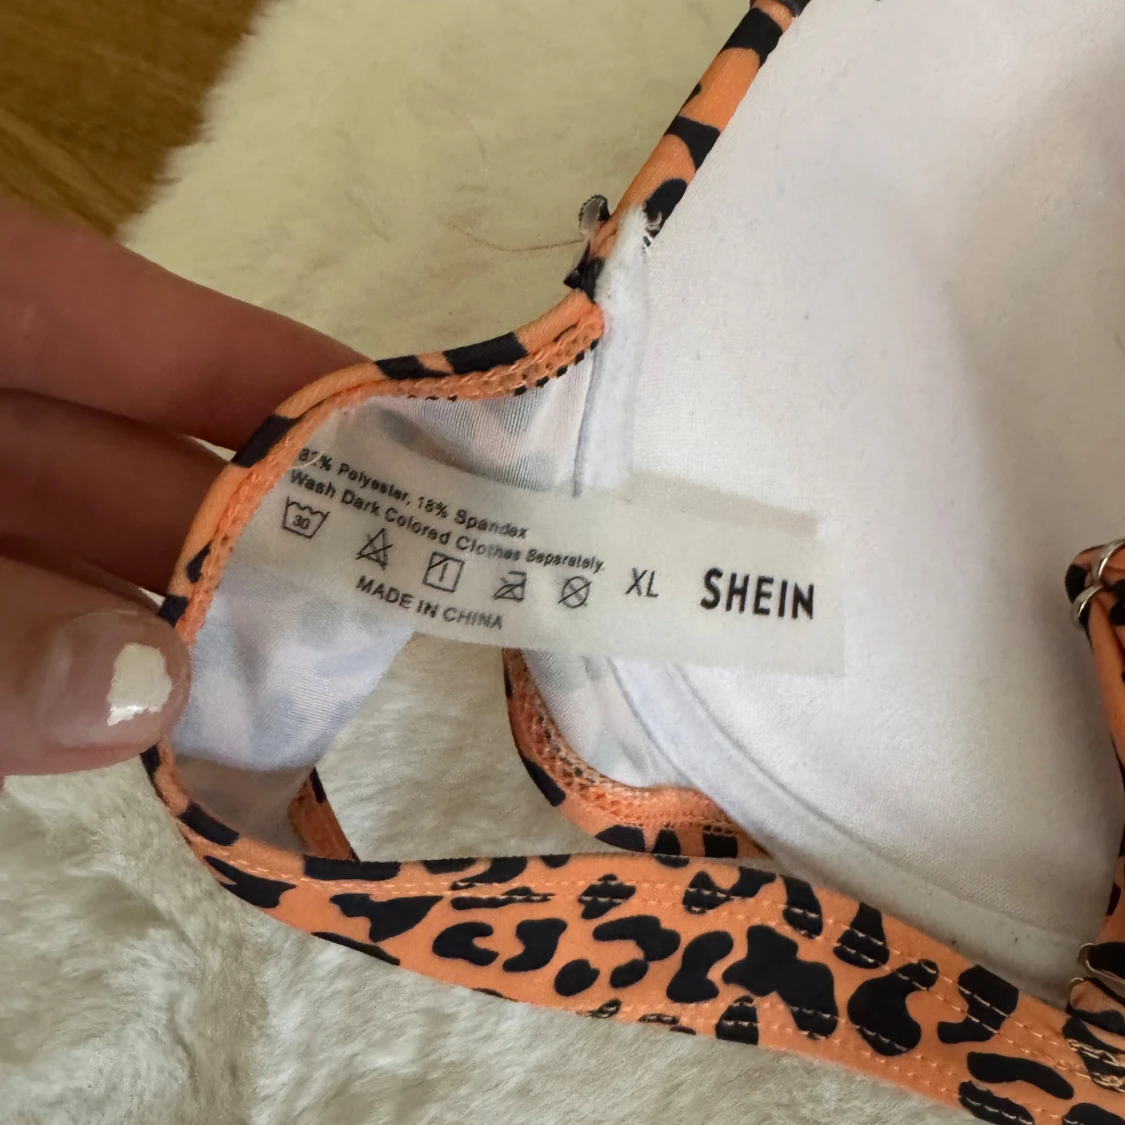 82% Polyester, 18% Spandex
Wash Dark Colored Clothes Separately.
30
XL SHEIN
MADE IN CHINA